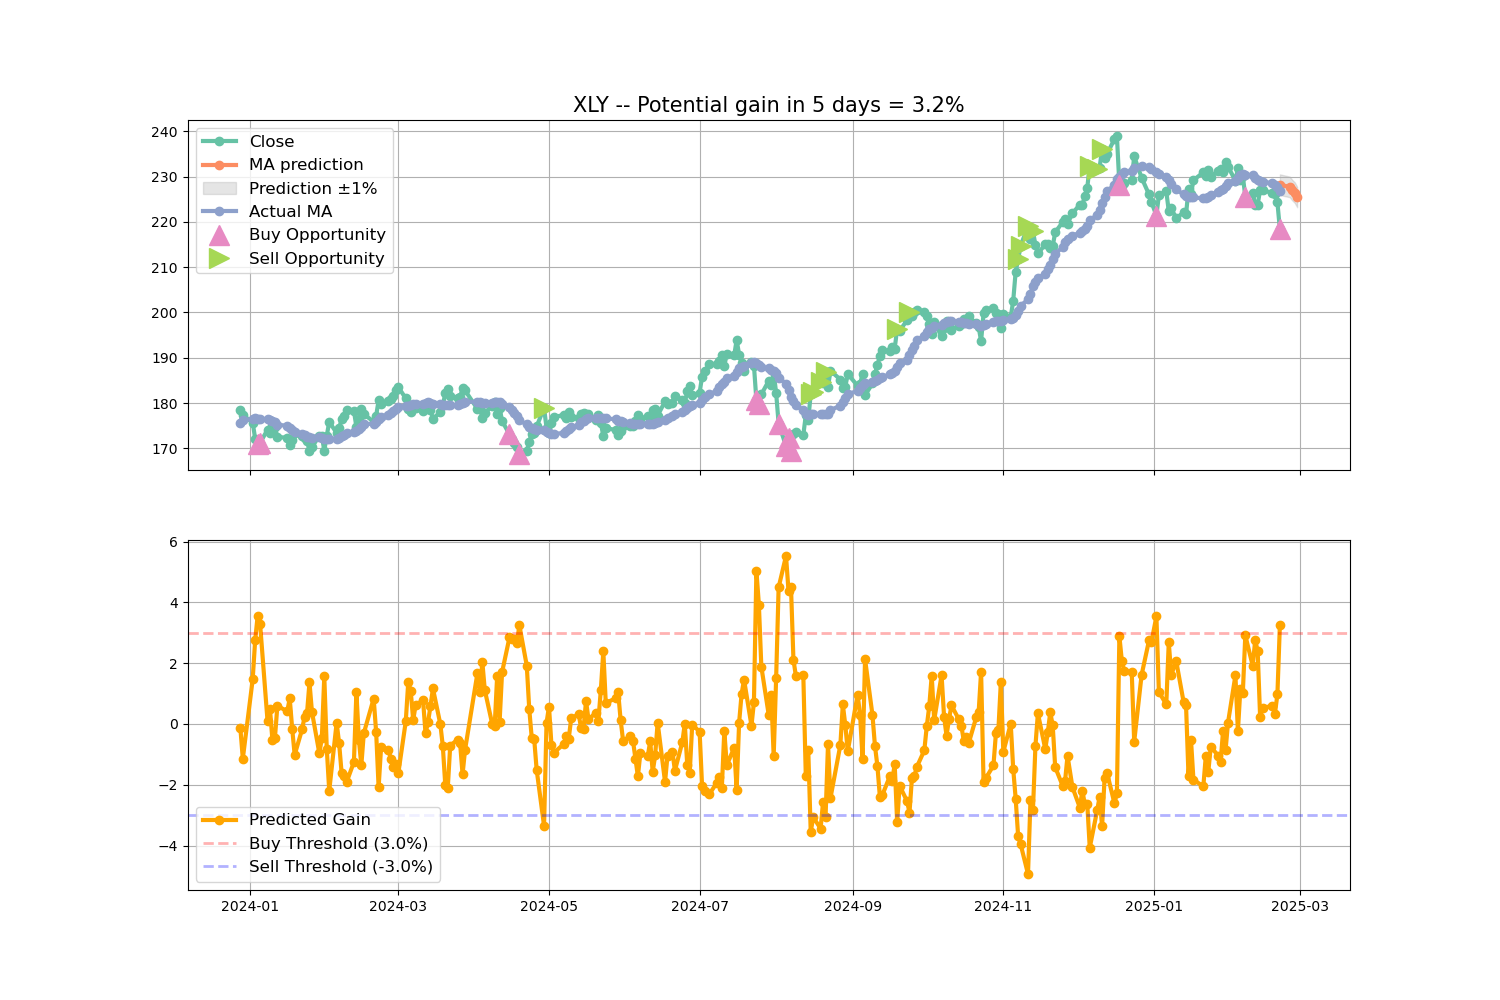 XLY -- Potential gain in 5 days = 3.2%
240
230
220
210
200
190
180
170
Close
MA prediction
Prediction ±1%
Actual MA
Buy Opportunity
Sell Opportunity
6
4
2
0
−2
−4
Predicted Gain
Buy Threshold (3.0%)
Sell Threshold (-3.0%)
2024-01
2024-03
2024-05
2024-07
2024-09
2024-11
2025-01
2025-03